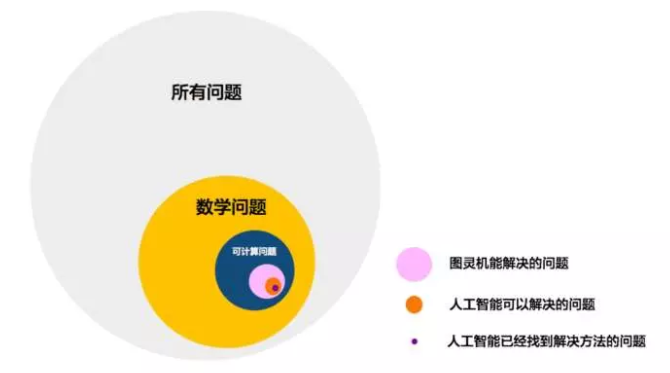 所有问题
数学问题
可计算问题
图灵机能解决的问题
人工智能可以解决的问题
人工智能已经找到解决方法的问题